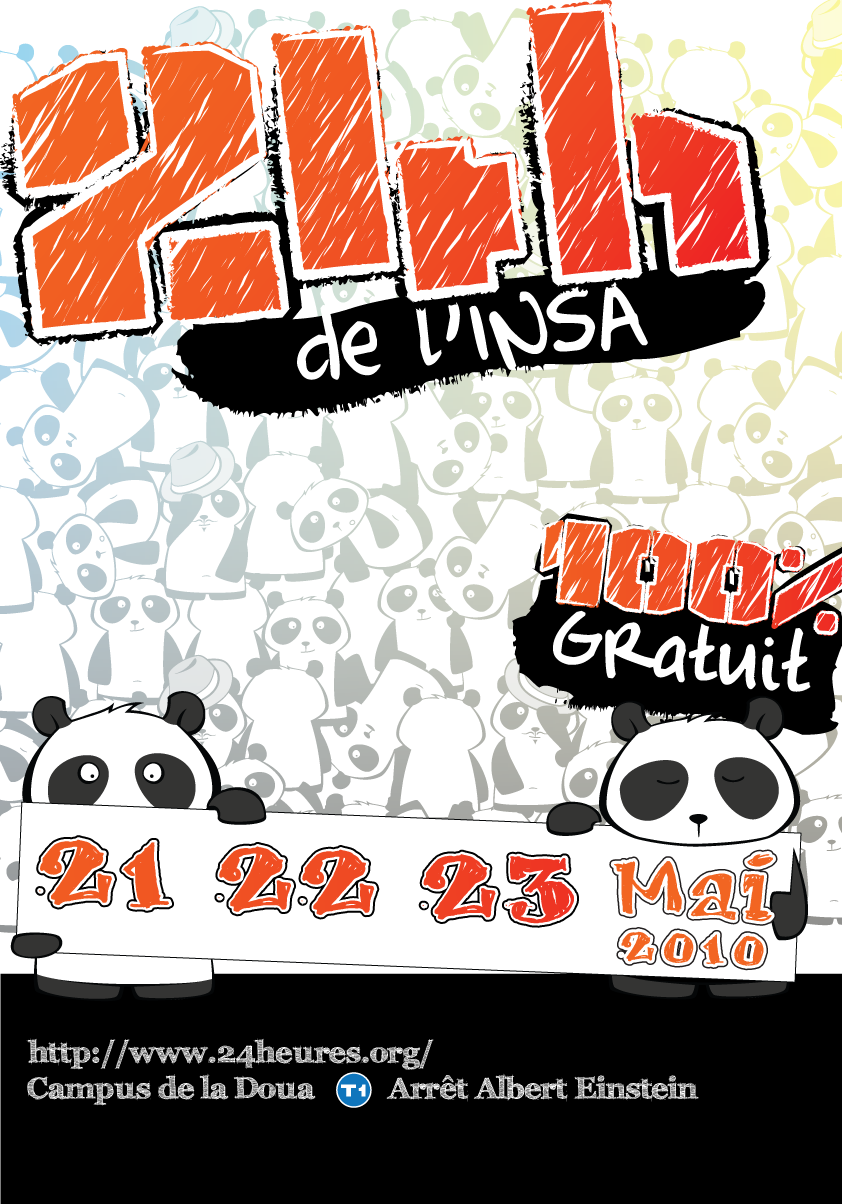 24h
de l'INSA
100%
Gratuit
21 22 23 Mai
2010
http://www.24heures.org/
Campus de la Doua T1 Arrêt Albert Einstein